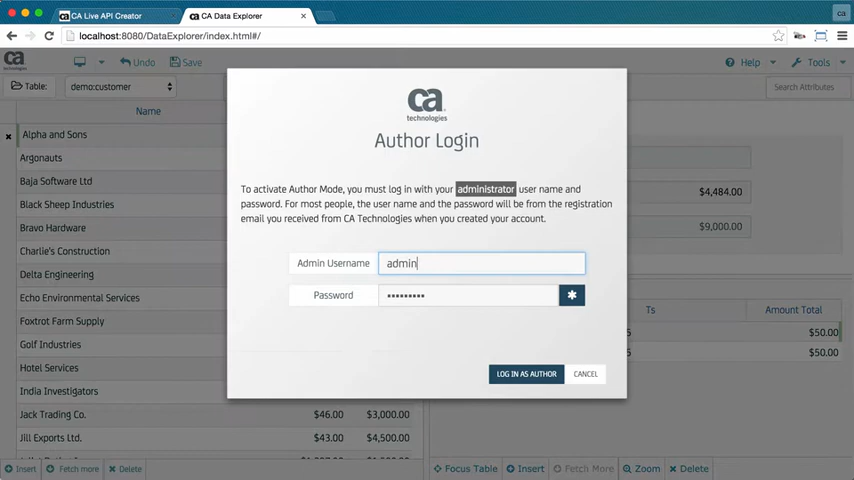 CA Live API Creator
CA Data Explorer
ca
localhost:8080/DataExplorer/index.html#/
ca
technologies
Undo
Save
Help
Tools
Table:
demo:customer
Search Attributes
Name
Alpha and Sons
Argonauts
Baja Software Ltd
Black Sheep Industries
Bravo Hardware
Charlie's Construction
Delta Engineering
Echo Environmental Services
Foxtrot Farm Supply
Golf Industries
Hotel Services
India Investigators
Jack Trading Co. $46.00 $3,000.00
Jill Exports Ltd. $43.00 $4,500.00
Insert Fetch more Delete
ca
technologies
Author Login
To activate Author Mode, you must log in with your administrator user name and
password. For most people, the user name and the password will be from the registration
email you received from CA Technologies when you created your account.
Admin Username admin
Password •••••••••
LOG IN AS AUTHOR CANCEL
$4,484.00
$9,000.00
Ts Amount Total
$50.00
$50.00
Focus Table Insert Fetch More Zoom Delete